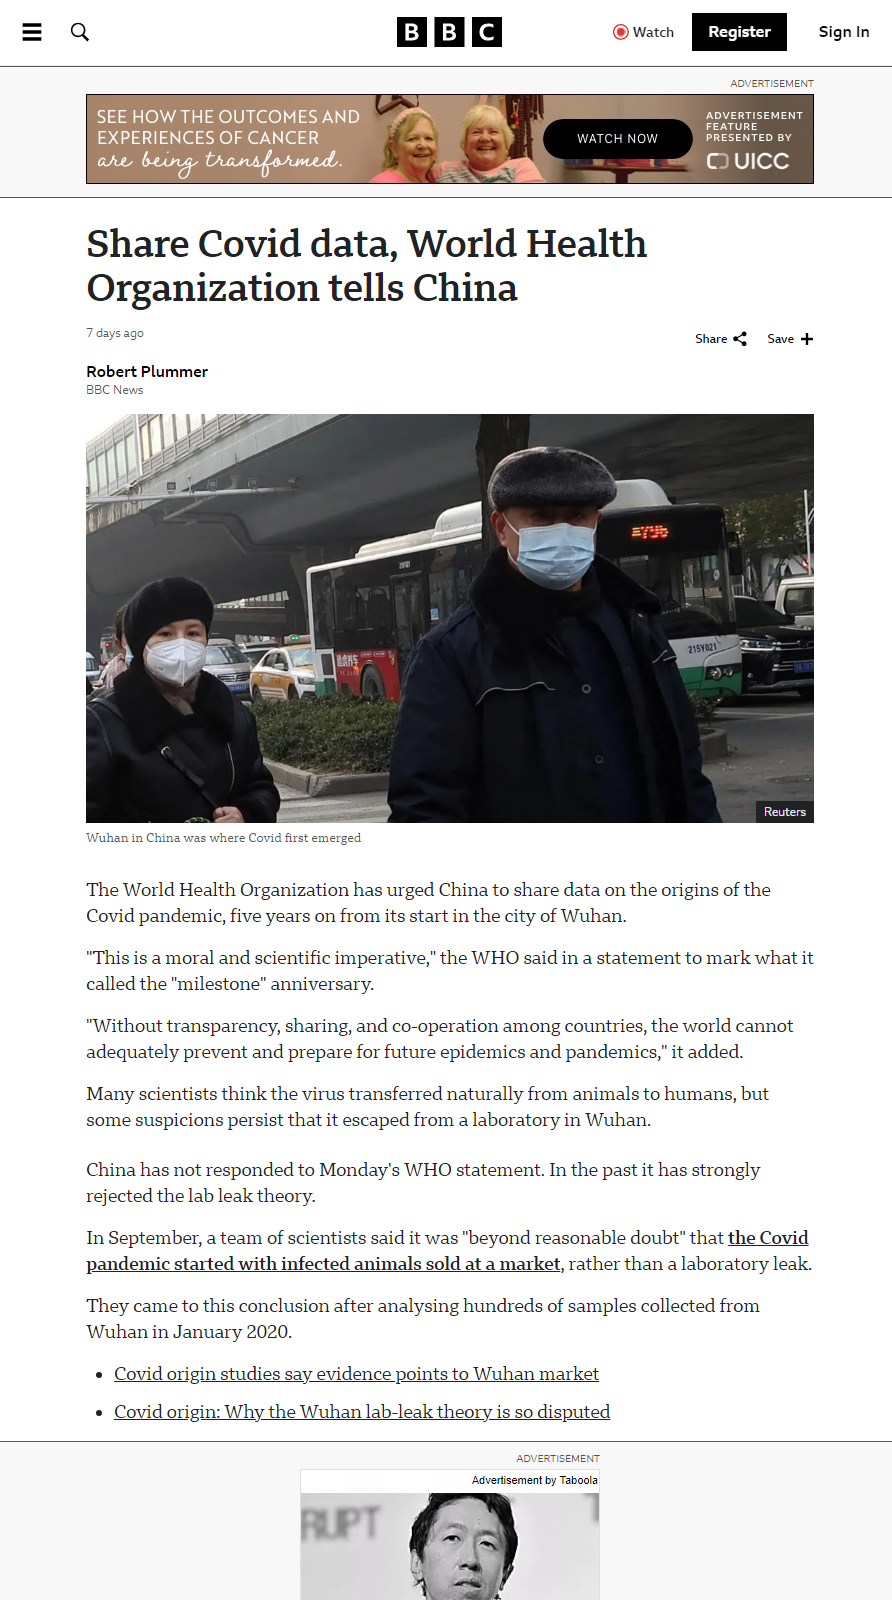 BBC
Watch
Register
Sign In
ADVERTISEMENT
SEE HOW THE OUTCOMES AND
EXPERIENCES OF CANCER
are being transformed.
WATCH NOW
ADVERTISEMENT
FEATURE
PRESENTED BY
UICC
Share Covid data, World Health
Organization tells China
7 days ago
Share
Save
Robert Plummer
BBC News
215Y021
Reuters
Wuhan in China was where Covid first emerged
The World Health Organization has urged China to share data on the origins of the
Covid pandemic, five years on from its start in the city of Wuhan.
"This is a moral and scientific imperative," the WHO said in a statement to mark what it
called the "milestone" anniversary.
"Without transparency, sharing, and co-operation among countries, the world cannot
adequately prevent and prepare for future epidemics and pandemics," it added.
Many scientists think the virus transferred naturally from animals to humans, but
some suspicions persist that it escaped from a laboratory in Wuhan.
China has not responded to Monday's WHO statement. In the past it has strongly
rejected the lab leak theory.
In September, a team of scientists said it was "beyond reasonable doubt" that the Covid
pandemic started with infected animals sold at a market, rather than a laboratory leak.
They came to this conclusion after analysing hundreds of samples collected from
Wuhan in January 2020.
Covid origin studies say evidence points to Wuhan market
Covid origin: Why the Wuhan lab-leak theory is so disputed
ADVERTISEMENT
Advertisement by Taboola
RUPT